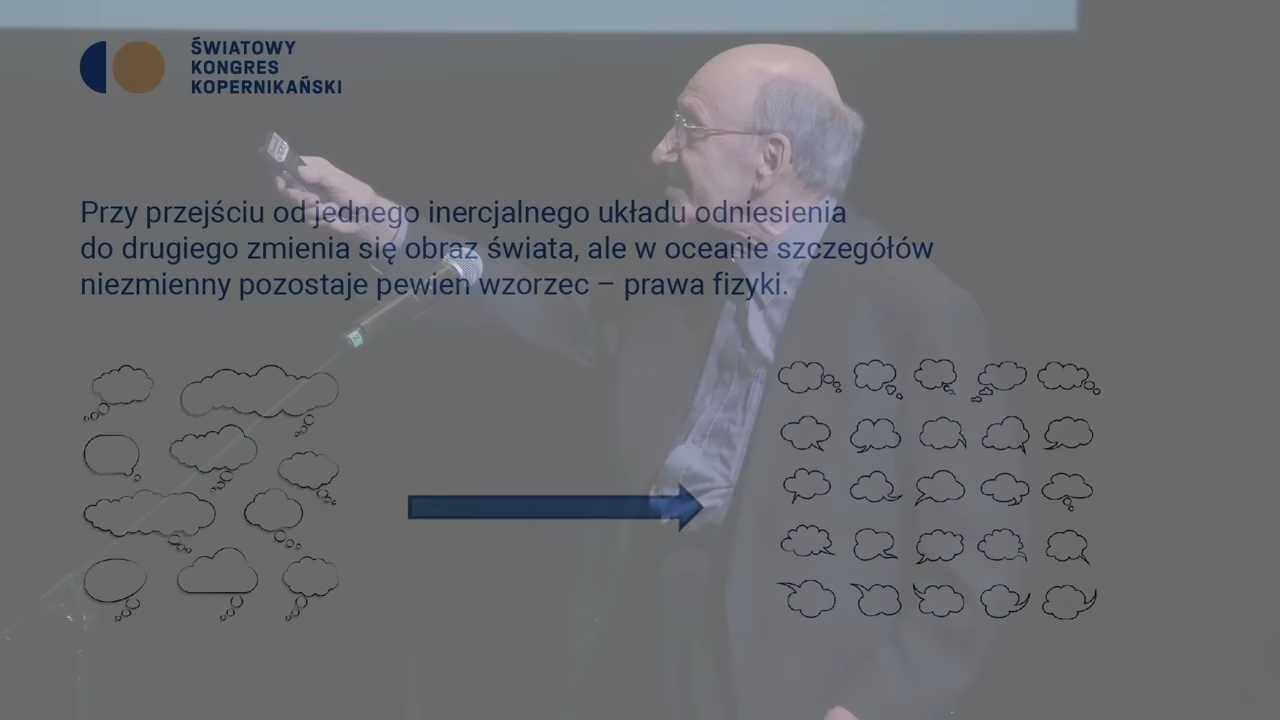 ŚWIATOWY
KONGRES
KOPERNIKAŃSKI
Przy przejściu od jednego inercjalnego układu odniesienia
do drugiego zmienia się obraz świata, ale w oceanie szczegółów
niezmienny pozostaje pewien wzorzec – prawa fizyki.
2